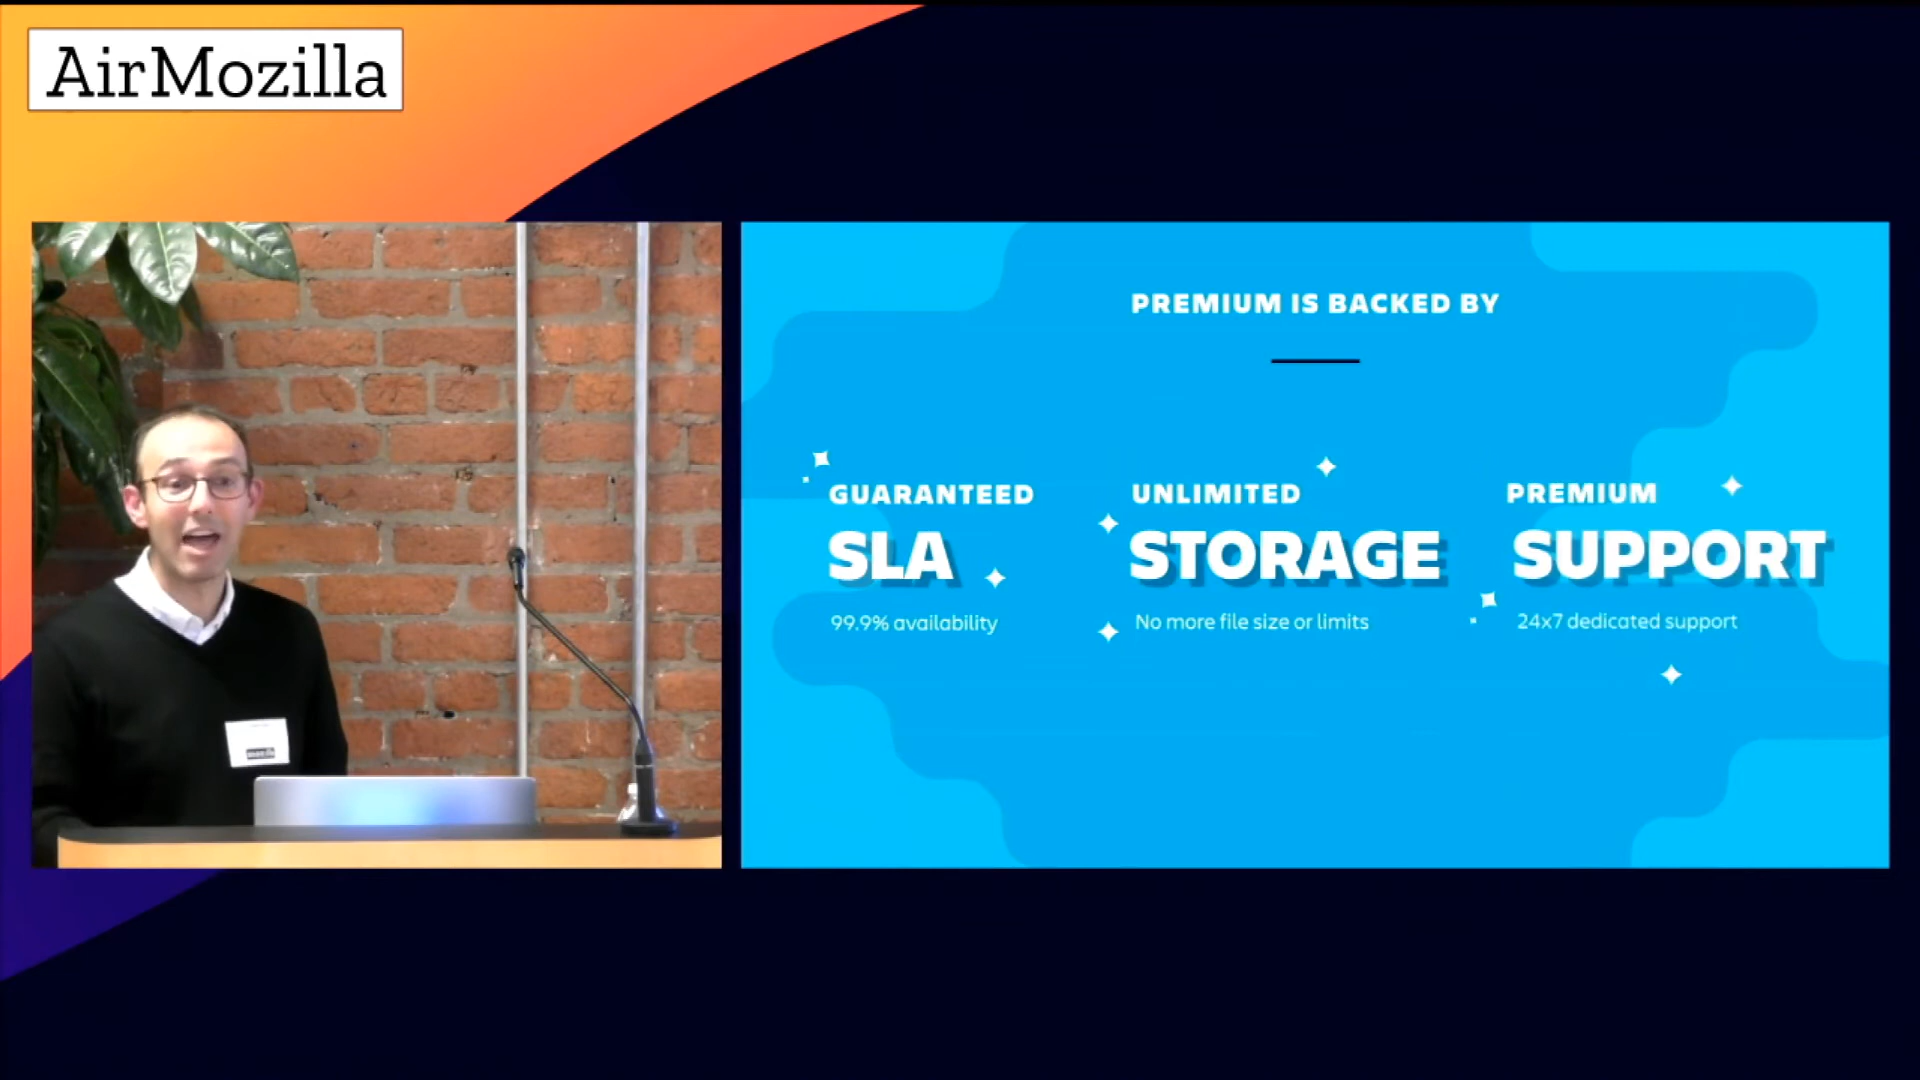 AirMozilla
PREMIUM IS BACKED BY
GUARANTEED
SLA
99.9% availability
UNLIMITED
STORAGE
No more file size or limits
PREMIUM
SUPPORT
24x7 dedicated support